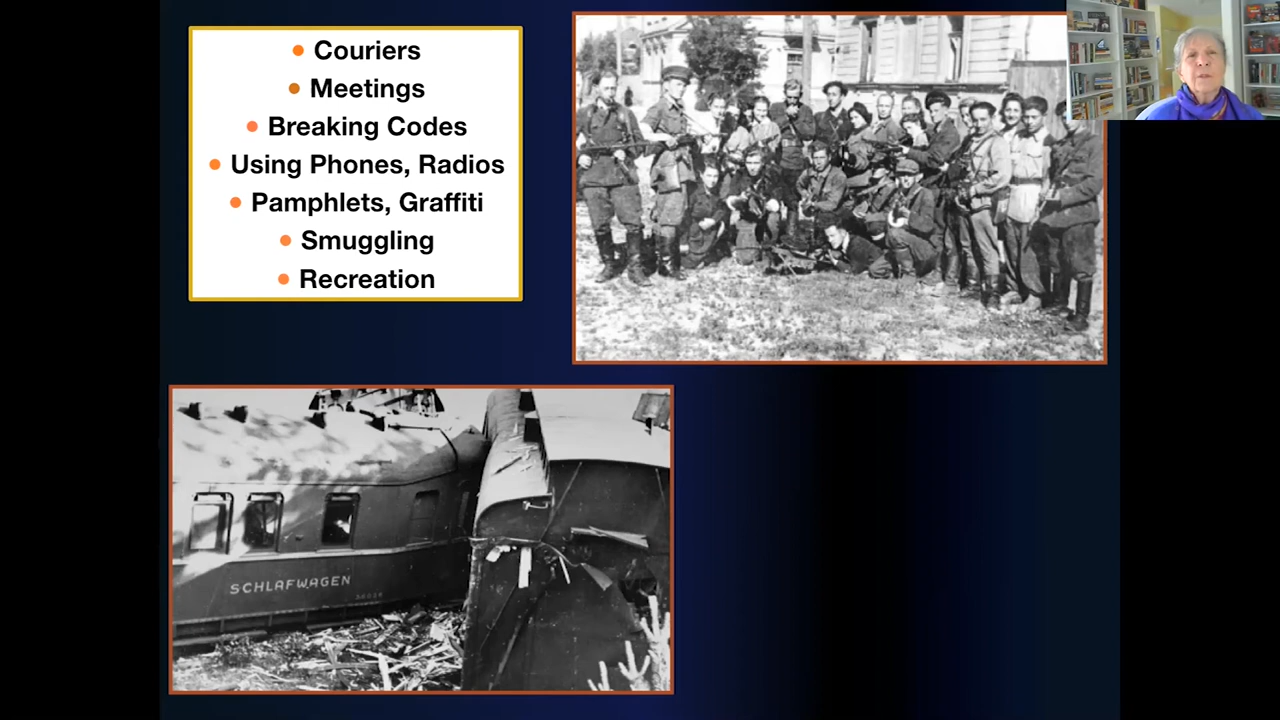 • Couriers
• Meetings
• Breaking Codes
• Using Phones, Radios
• Pamphlets, Graffiti
• Smuggling
• Recreation
SCHLAFWAGEN